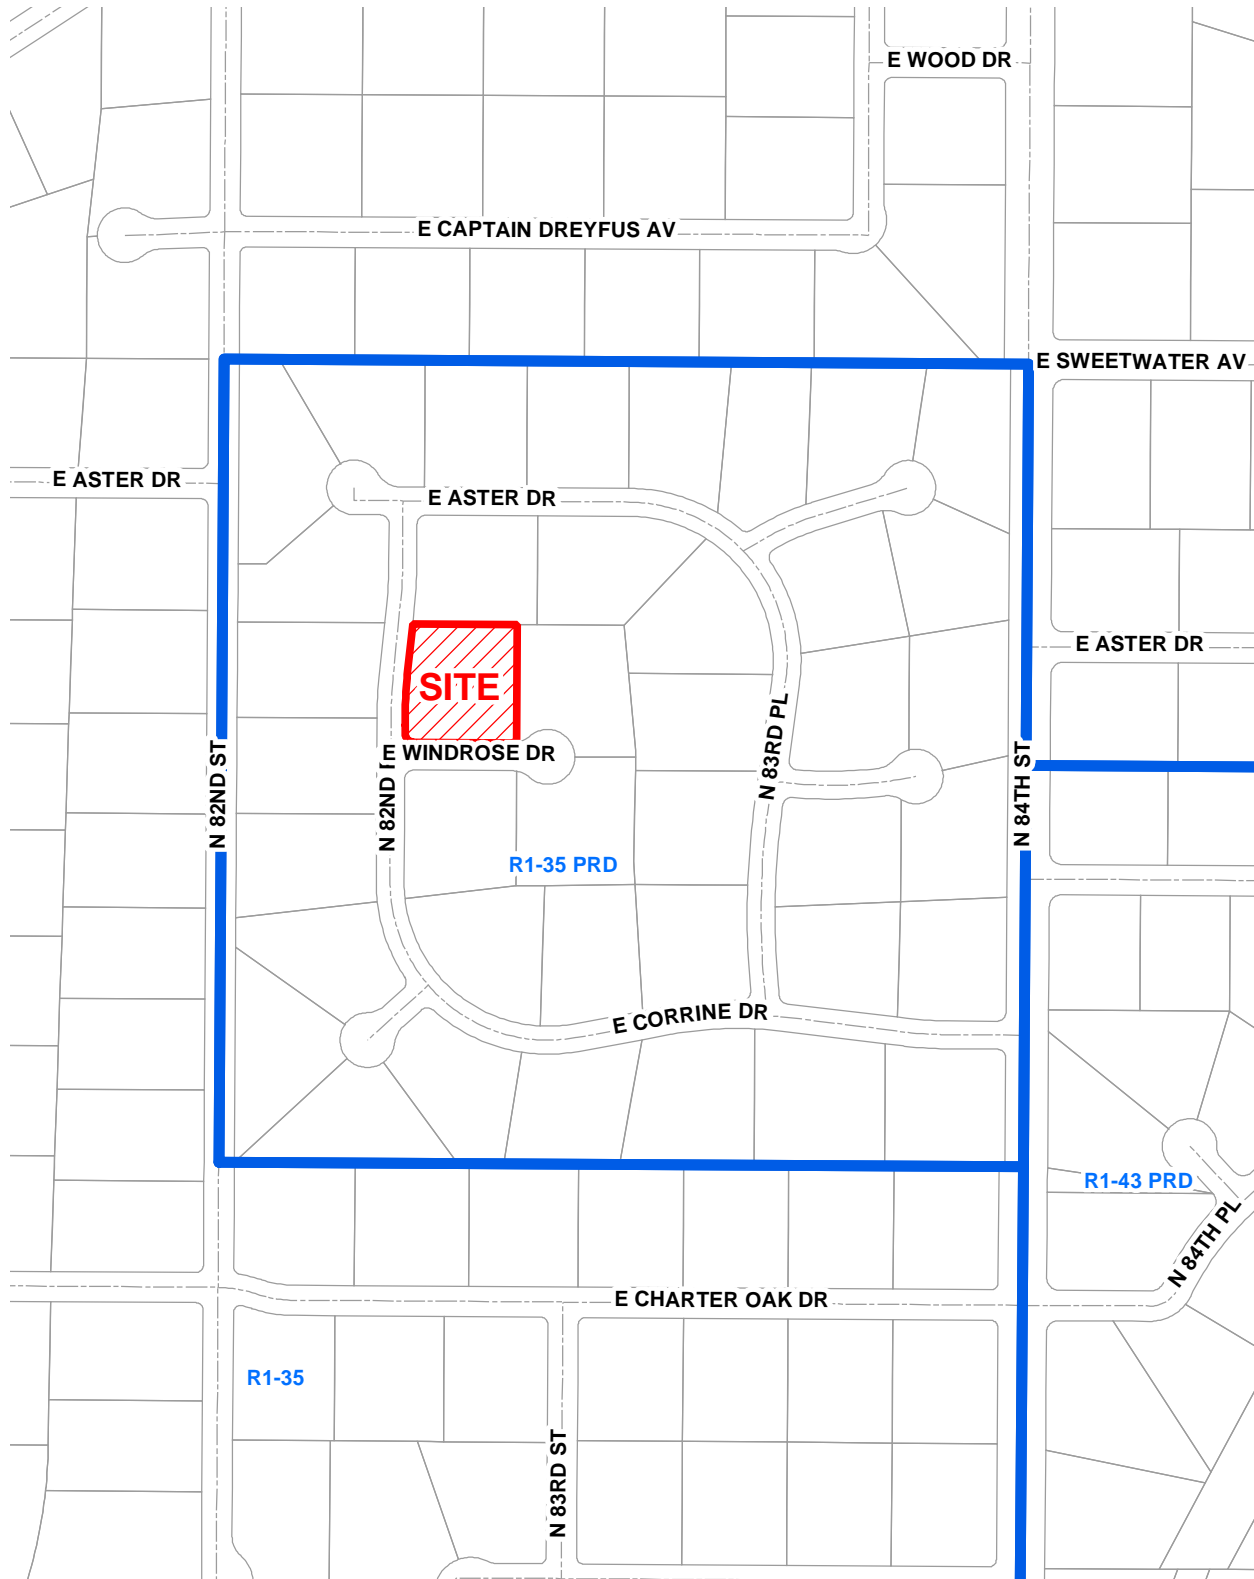 E WOOD DR
E CAPTAIN DREYFUS AV
E SWEETWATER AV
E ASTER DR
E ASTER DR
E ASTER DR
SITE
N 83RD PL
E WINDROSE DR
N 82ND ST
N 82ND
N 84TH ST
R1-35 PRD
E CORRINE DR
R1-43 PRD
N 84TH PL
E CHARTER OAK DR
R1-35
N 83RD ST